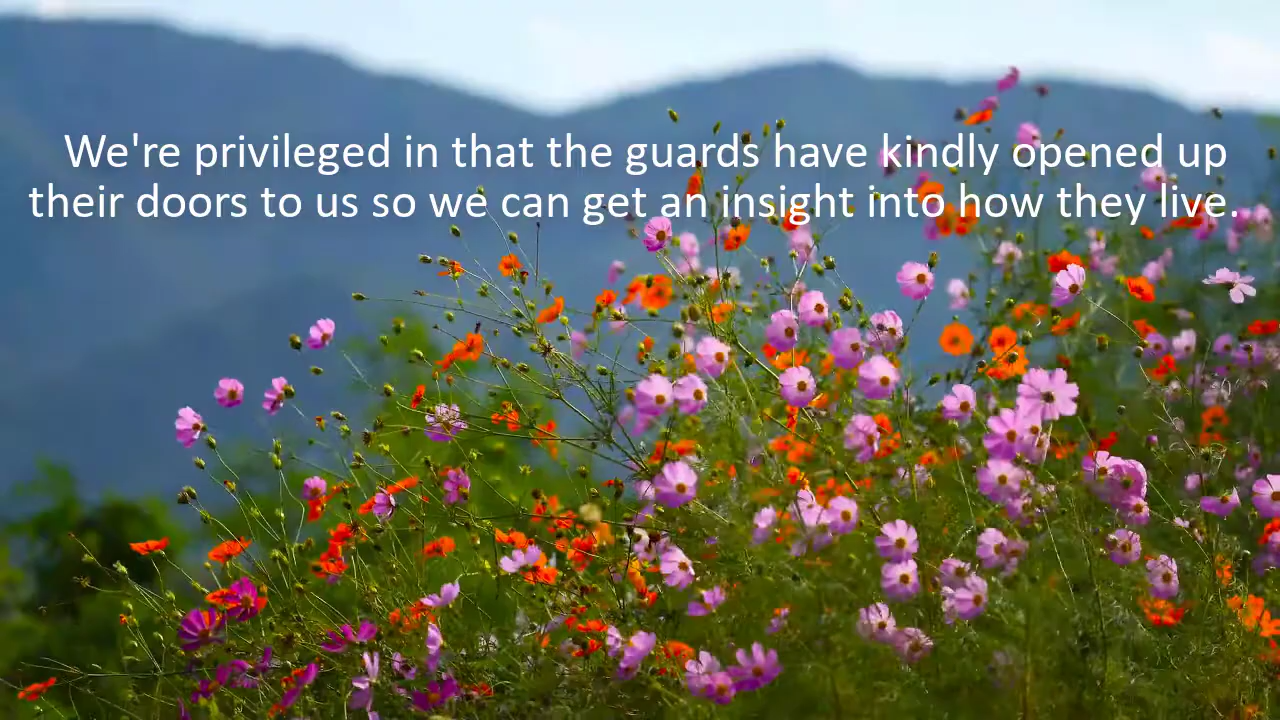 We're privileged in that the guards have kindly opened up
their doors to us so we can get an insight into how they live.